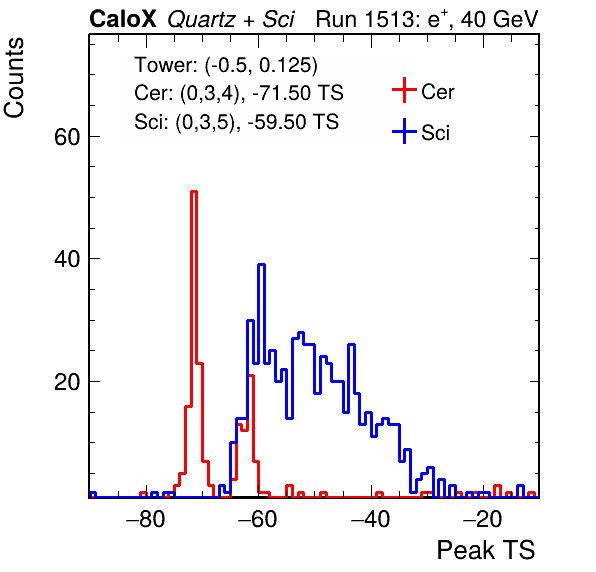 CaloX Quartz + Sci Run 1513: e+, 40 GeV
Counts
Tower: (-0.5, 0.125)
Cer: (0,3,4), -71.50 TS
Sci: (0,3,5), -59.50 TS
Cer
Sci
60
40
20
−80 −60 −40 −20
Peak TS